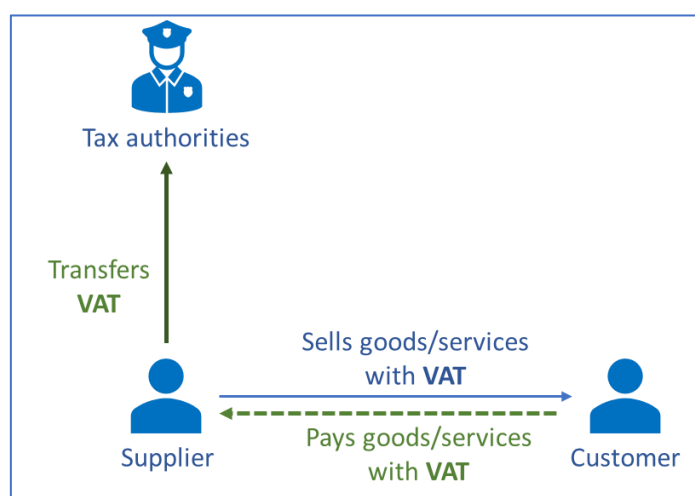 Tax authorities
Transfers
VAT
Sells goods/services
with VAT
Pays goods/services
with VAT
Supplier
Customer